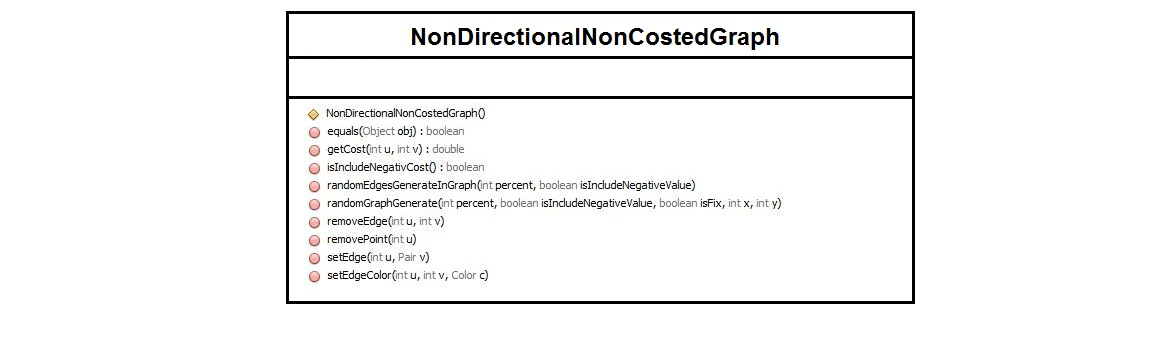 NonDirectionalNonCostedGraph
NonDirectionalNonCostedGraph()
equals(Object obj) : boolean
getCost(int u, int v) : double
isIncludeNegativCost() : boolean
randomEdgesGenerateInGraph(int percent, boolean isIncludeNegativeValue)
randomGraphGenerate(int percent, boolean isIncludeNegativeValue, boolean isFix, int x, int y)
removeEdge(int u, int v)
removePoint(int u)
setEdge(int u, Pair v)
setEdgeColor(int u, int v, Color c)